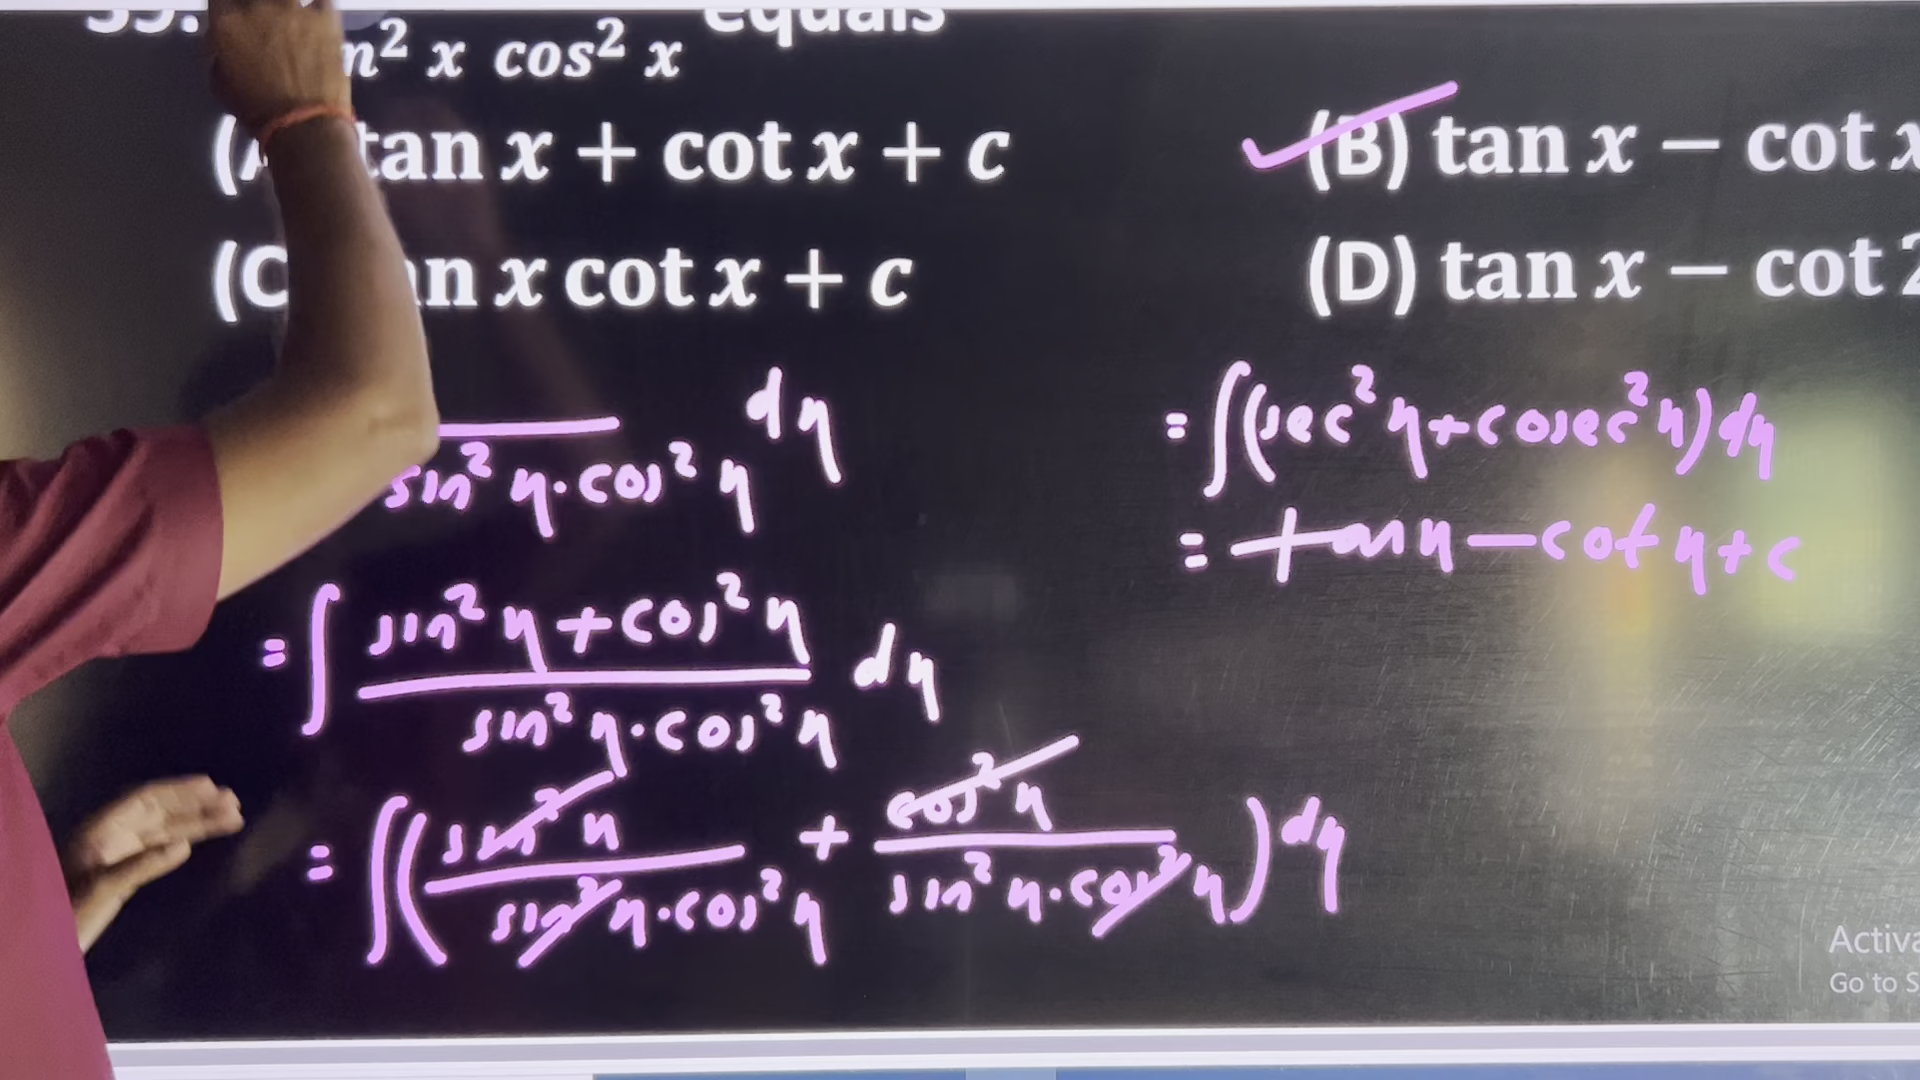 equals
n² x cos² x
tan x + cot x + c
(B) tan x − cot x
(C) n x cot x + c
(D) tan x − cot 2
sin² x · cos² x dx
= ∫ (sin² x + cos² x) / (sin² x · cos² x) dx
= ∫ ( sin² x / (sin² x · cos² x) + cos² x / (sin² x · cos² x) ) dx
= ∫ (sec² x + cosec² x) dx
= tan x − cot x + c
Activa
Go to S